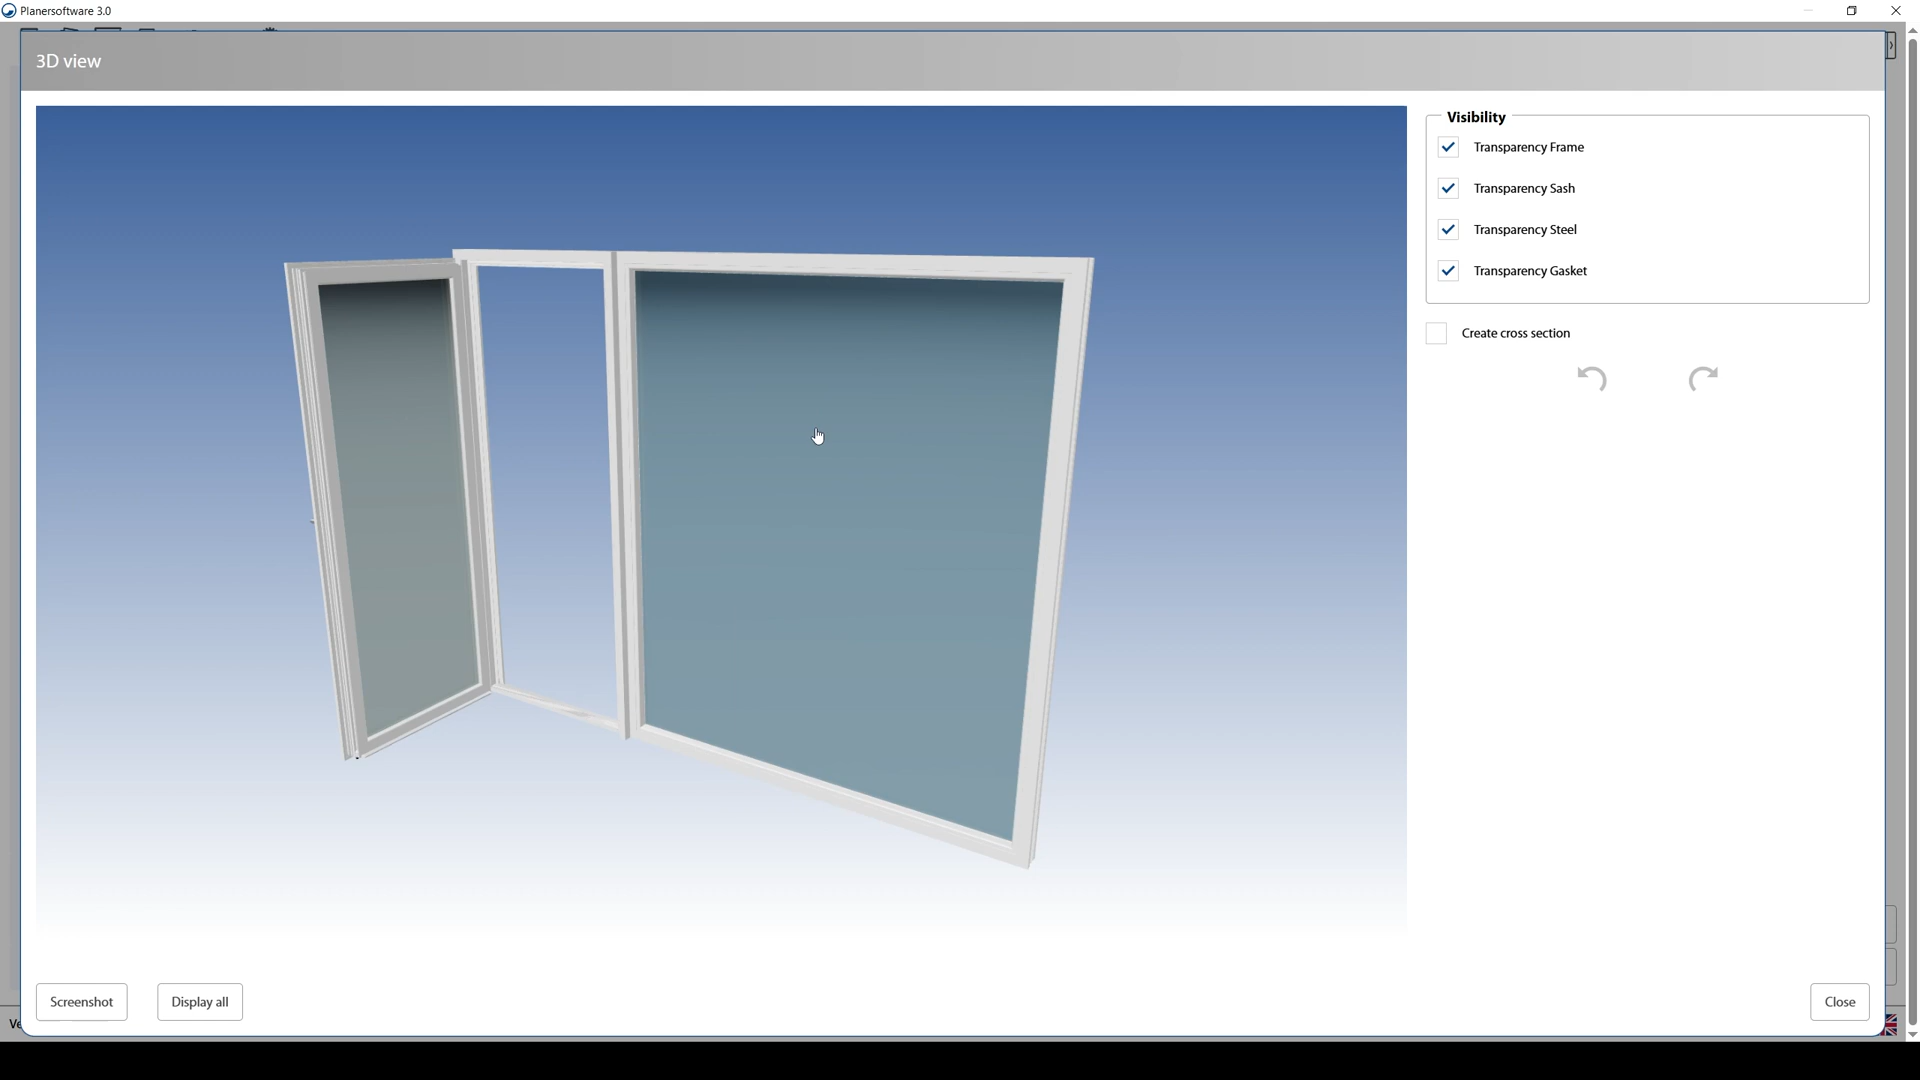 Planersoftware 3.0
3D view
Visibility
Transparency Frame
Transparency Sash
Transparency Steel
Transparency Gasket
Create cross section
Screenshot
Display all
Close